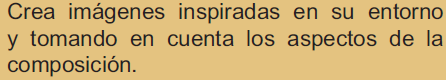 Crea imágenes inspiradas en su entorno
y tomando en cuenta los aspectos de la
composición.